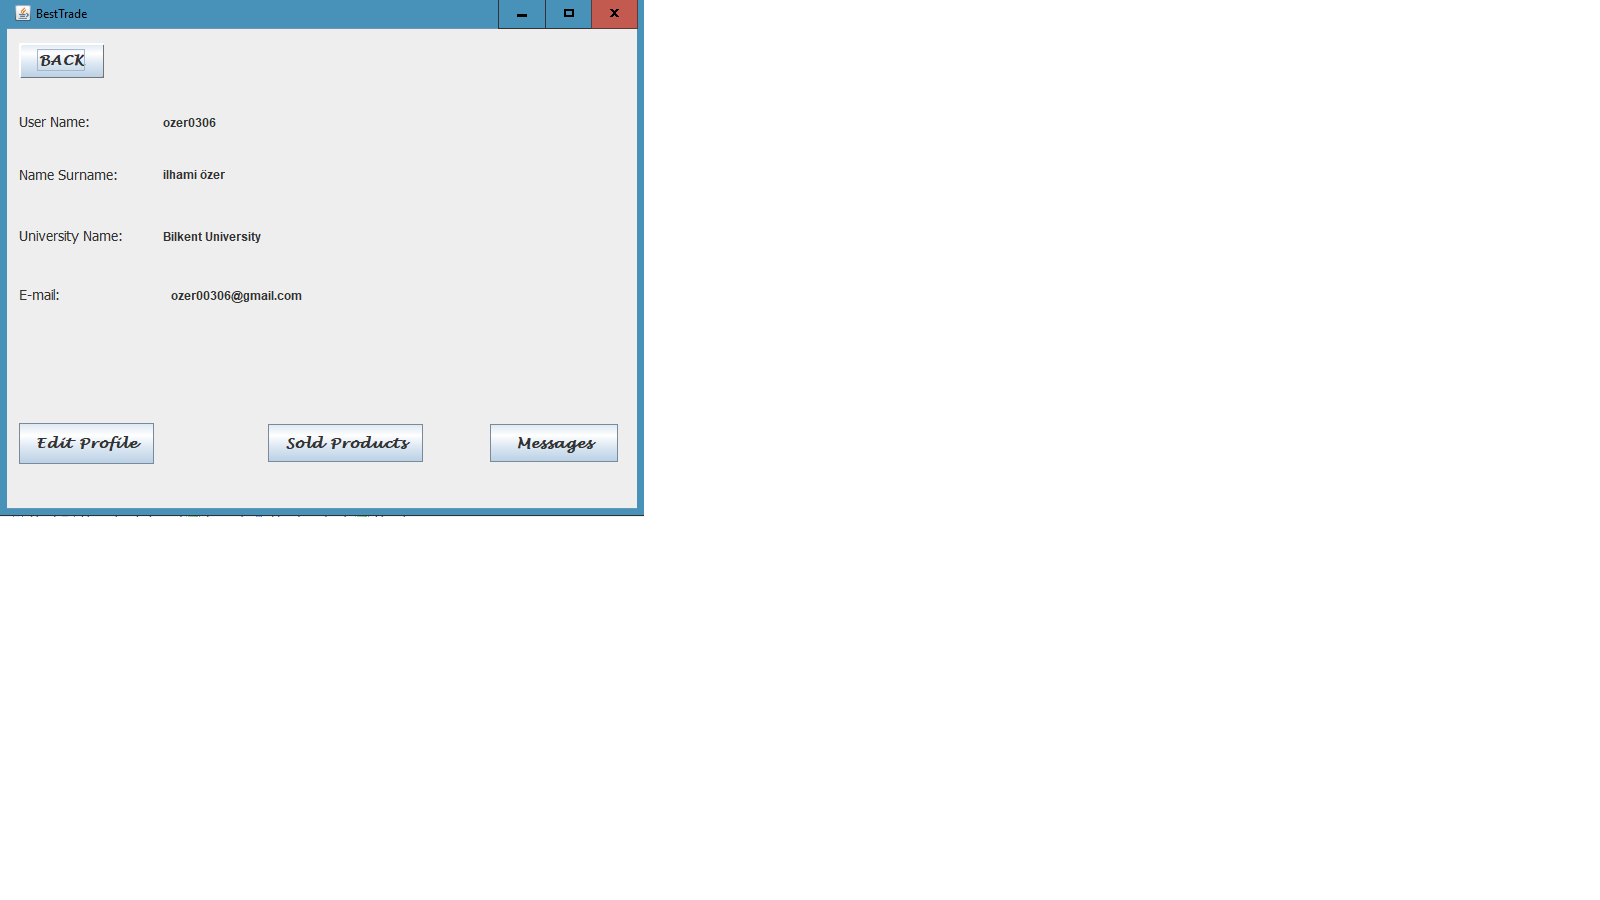 BestTrade
BACK
User Name: ozer0306
Name Surname: ilhami özer
University Name: Bilkent University
E-mail: ozer00306@gmail.com
Edit Profile Sold Products Messages